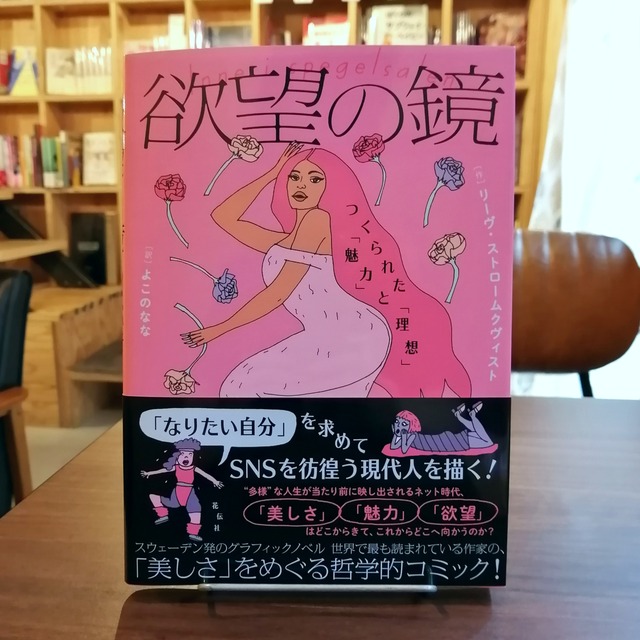 Inne i spegelsalen
欲望の鏡
[作] リーヴ・ストロームクヴィスト
つくられた
「魅力」と「理想」
[訳] よこのなな
「なりたい自分」を求めて
SNSを彷徨う現代人を描く!
“多様”な人生が当たり前に映し出されるネット時代、
「美しさ」「魅力」「欲望」
はどこからきて、これからどこへ向かうのか?
花伝社
スウェーデン発のグラフィックノベル 世界で最も読まれている作家の、
「美しさ」をめぐる哲学的コミック!